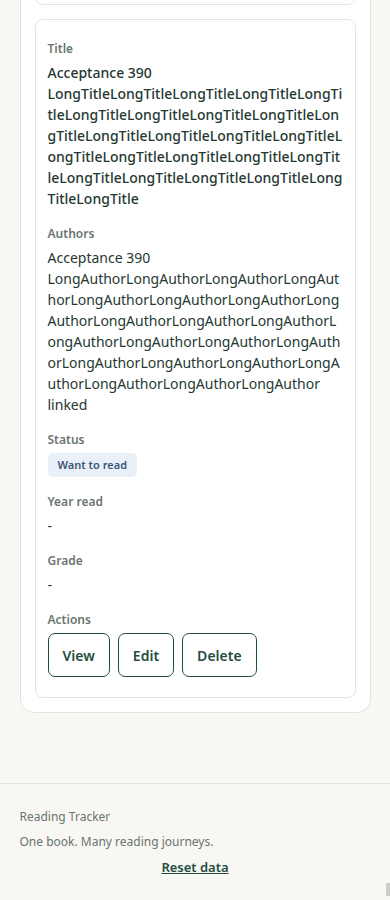 Title
Acceptance 390
LongTitleLongTitleLongTitleLongTitleLongTi
tleLongTitleLongTitleLongTitleLongTitleLon
gTitleLongTitleLongTitleLongTitleLongTitleL
ongTitleLongTitleLongTitleLongTitleLongTit
leLongTitleLongTitleLongTitleLongTitleLong
TitleLongTitle
Authors
Acceptance 390
LongAuthorLongAuthorLongAuthorLongAut
horLongAuthorLongAuthorLongAuthorLong
AuthorLongAuthorLongAuthorLongAuthorL
ongAuthorLongAuthorLongAuthorLongAuth
orLongAuthorLongAuthorLongAuthorLongA
uthorLongAuthorLongAuthorLongAuthor
linked
Status
Want to read
Year read
-
Grade
-
Actions
View Edit Delete
Reading Tracker
One book. Many reading journeys.
Reset data